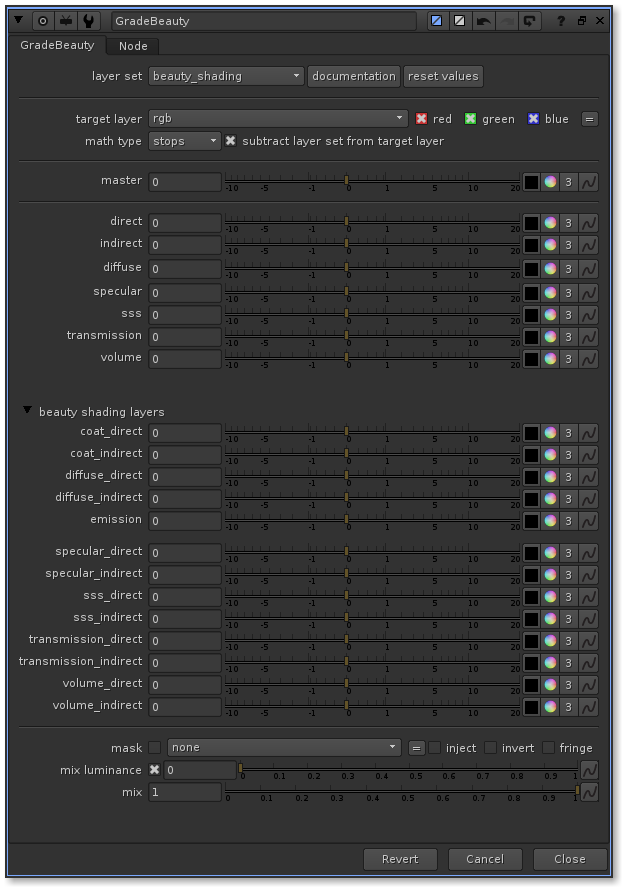 GradeBeauty
?
GradeBeauty Node
layer set beauty_shading documentation reset values
target layer rgb red green blue =
math type stops subtract layer set from target layer
master 0 -10 -5 -1 0 1 5 10 20 3
direct 0 -10 -5 -1 0 1 5 10 20 3
indirect 0 -10 -5 -1 0 1 5 10 20 3
diffuse 0 -10 -5 -1 0 1 5 10 20 3
specular 0 -10 -5 -1 0 1 5 10 20 3
sss 0 -10 -5 -1 0 1 5 10 20 3
transmission 0 -10 -5 -1 0 1 5 10 20 3
volume 0 -10 -5 -1 0 1 5 10 20 3
beauty shading layers
coat_direct 0 -10 -5 -1 0 1 5 10 20 3
coat_indirect 0 -10 -5 -1 0 1 5 10 20 3
diffuse_direct 0 -10 -5 -1 0 1 5 10 20 3
diffuse_indirect 0 -10 -5 -1 0 1 5 10 20 3
emission 0 -10 -5 -1 0 1 5 10 20 3
specular_direct 0 -10 -5 -1 0 1 5 10 20 3
specular_indirect 0 -10 -5 -1 0 1 5 10 20 3
sss_direct 0 -10 -5 -1 0 1 5 10 20 3
sss_indirect 0 -10 -5 -1 0 1 5 10 20 3
transmission_direct 0 -10 -5 -1 0 1 5 10 20 3
transmission_indirect 0 -10 -5 -1 0 1 5 10 20 3
volume_direct 0 -10 -5 -1 0 1 5 10 20 3
volume_indirect 0 -10 -5 -1 0 1 5 10 20 3
mask none = inject invert fringe
mix luminance 0 0 0.1 0.2 0.3 0.4 0.5 0.6 0.7 0.8 0.9 1
mix 1 0 0.1 0.2 0.3 0.4 0.5 0.6 0.7 0.8 0.9 1
Revert Cancel Close